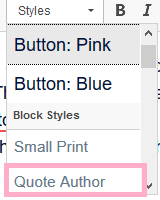 Styles B I
Button: Pink
Button: Blue
Block Styles
Small Print
Quote Author